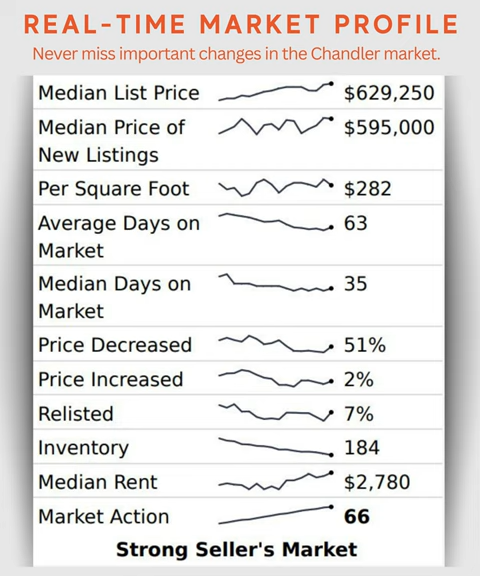 REAL-TIME MARKET PROFILE
Never miss important changes in the Chandler market.
Median List Price $629,250
Median Price of $595,000
New Listings
Per Square Foot $282
Average Days on 63
Market
Median Days on 35
Market
Price Decreased 51%
Price Increased 2%
Relisted 7%
Inventory 184
Median Rent $2,780
Market Action 66
Strong Seller's Market